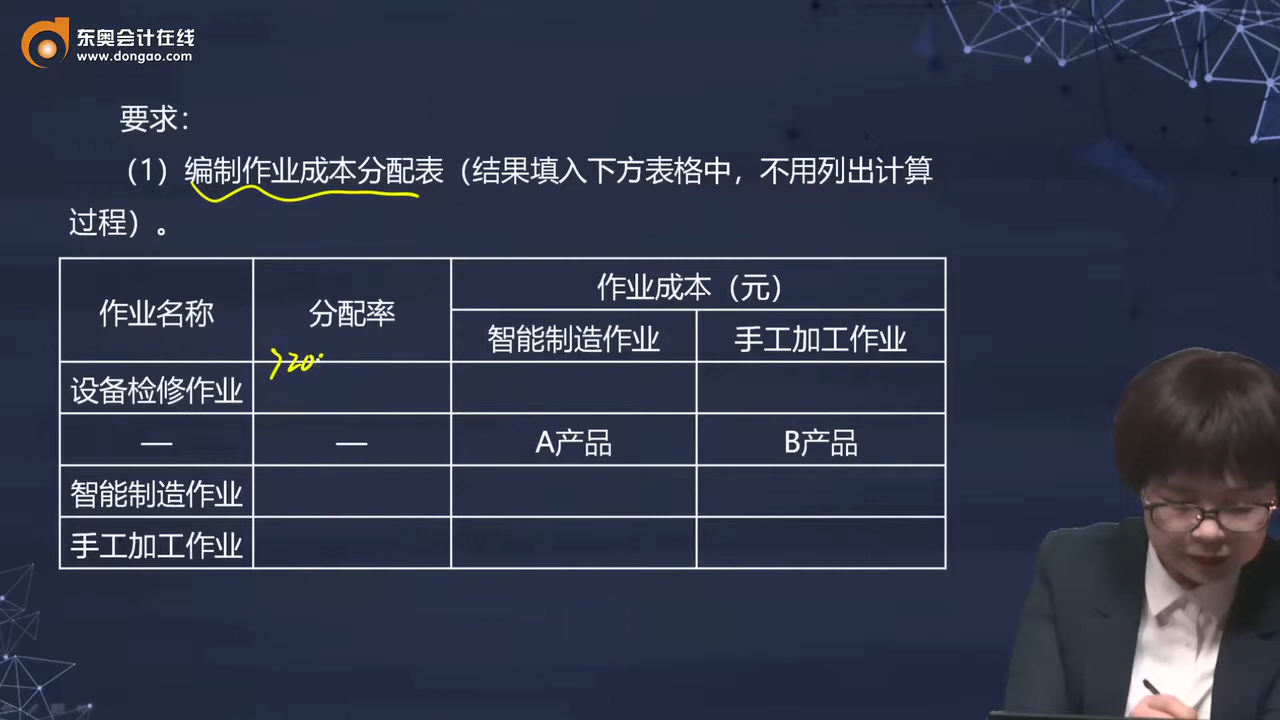 东奥会计在线
www.dongao.com
要求：
（1）编制作业成本分配表（结果填入下方表格中，不用列出计算
过程）。
作业名称 分配率 作业成本（元）
智能制造作业 手工加工作业
设备检修作业
— — A产品 B产品
智能制造作业
手工加工作业